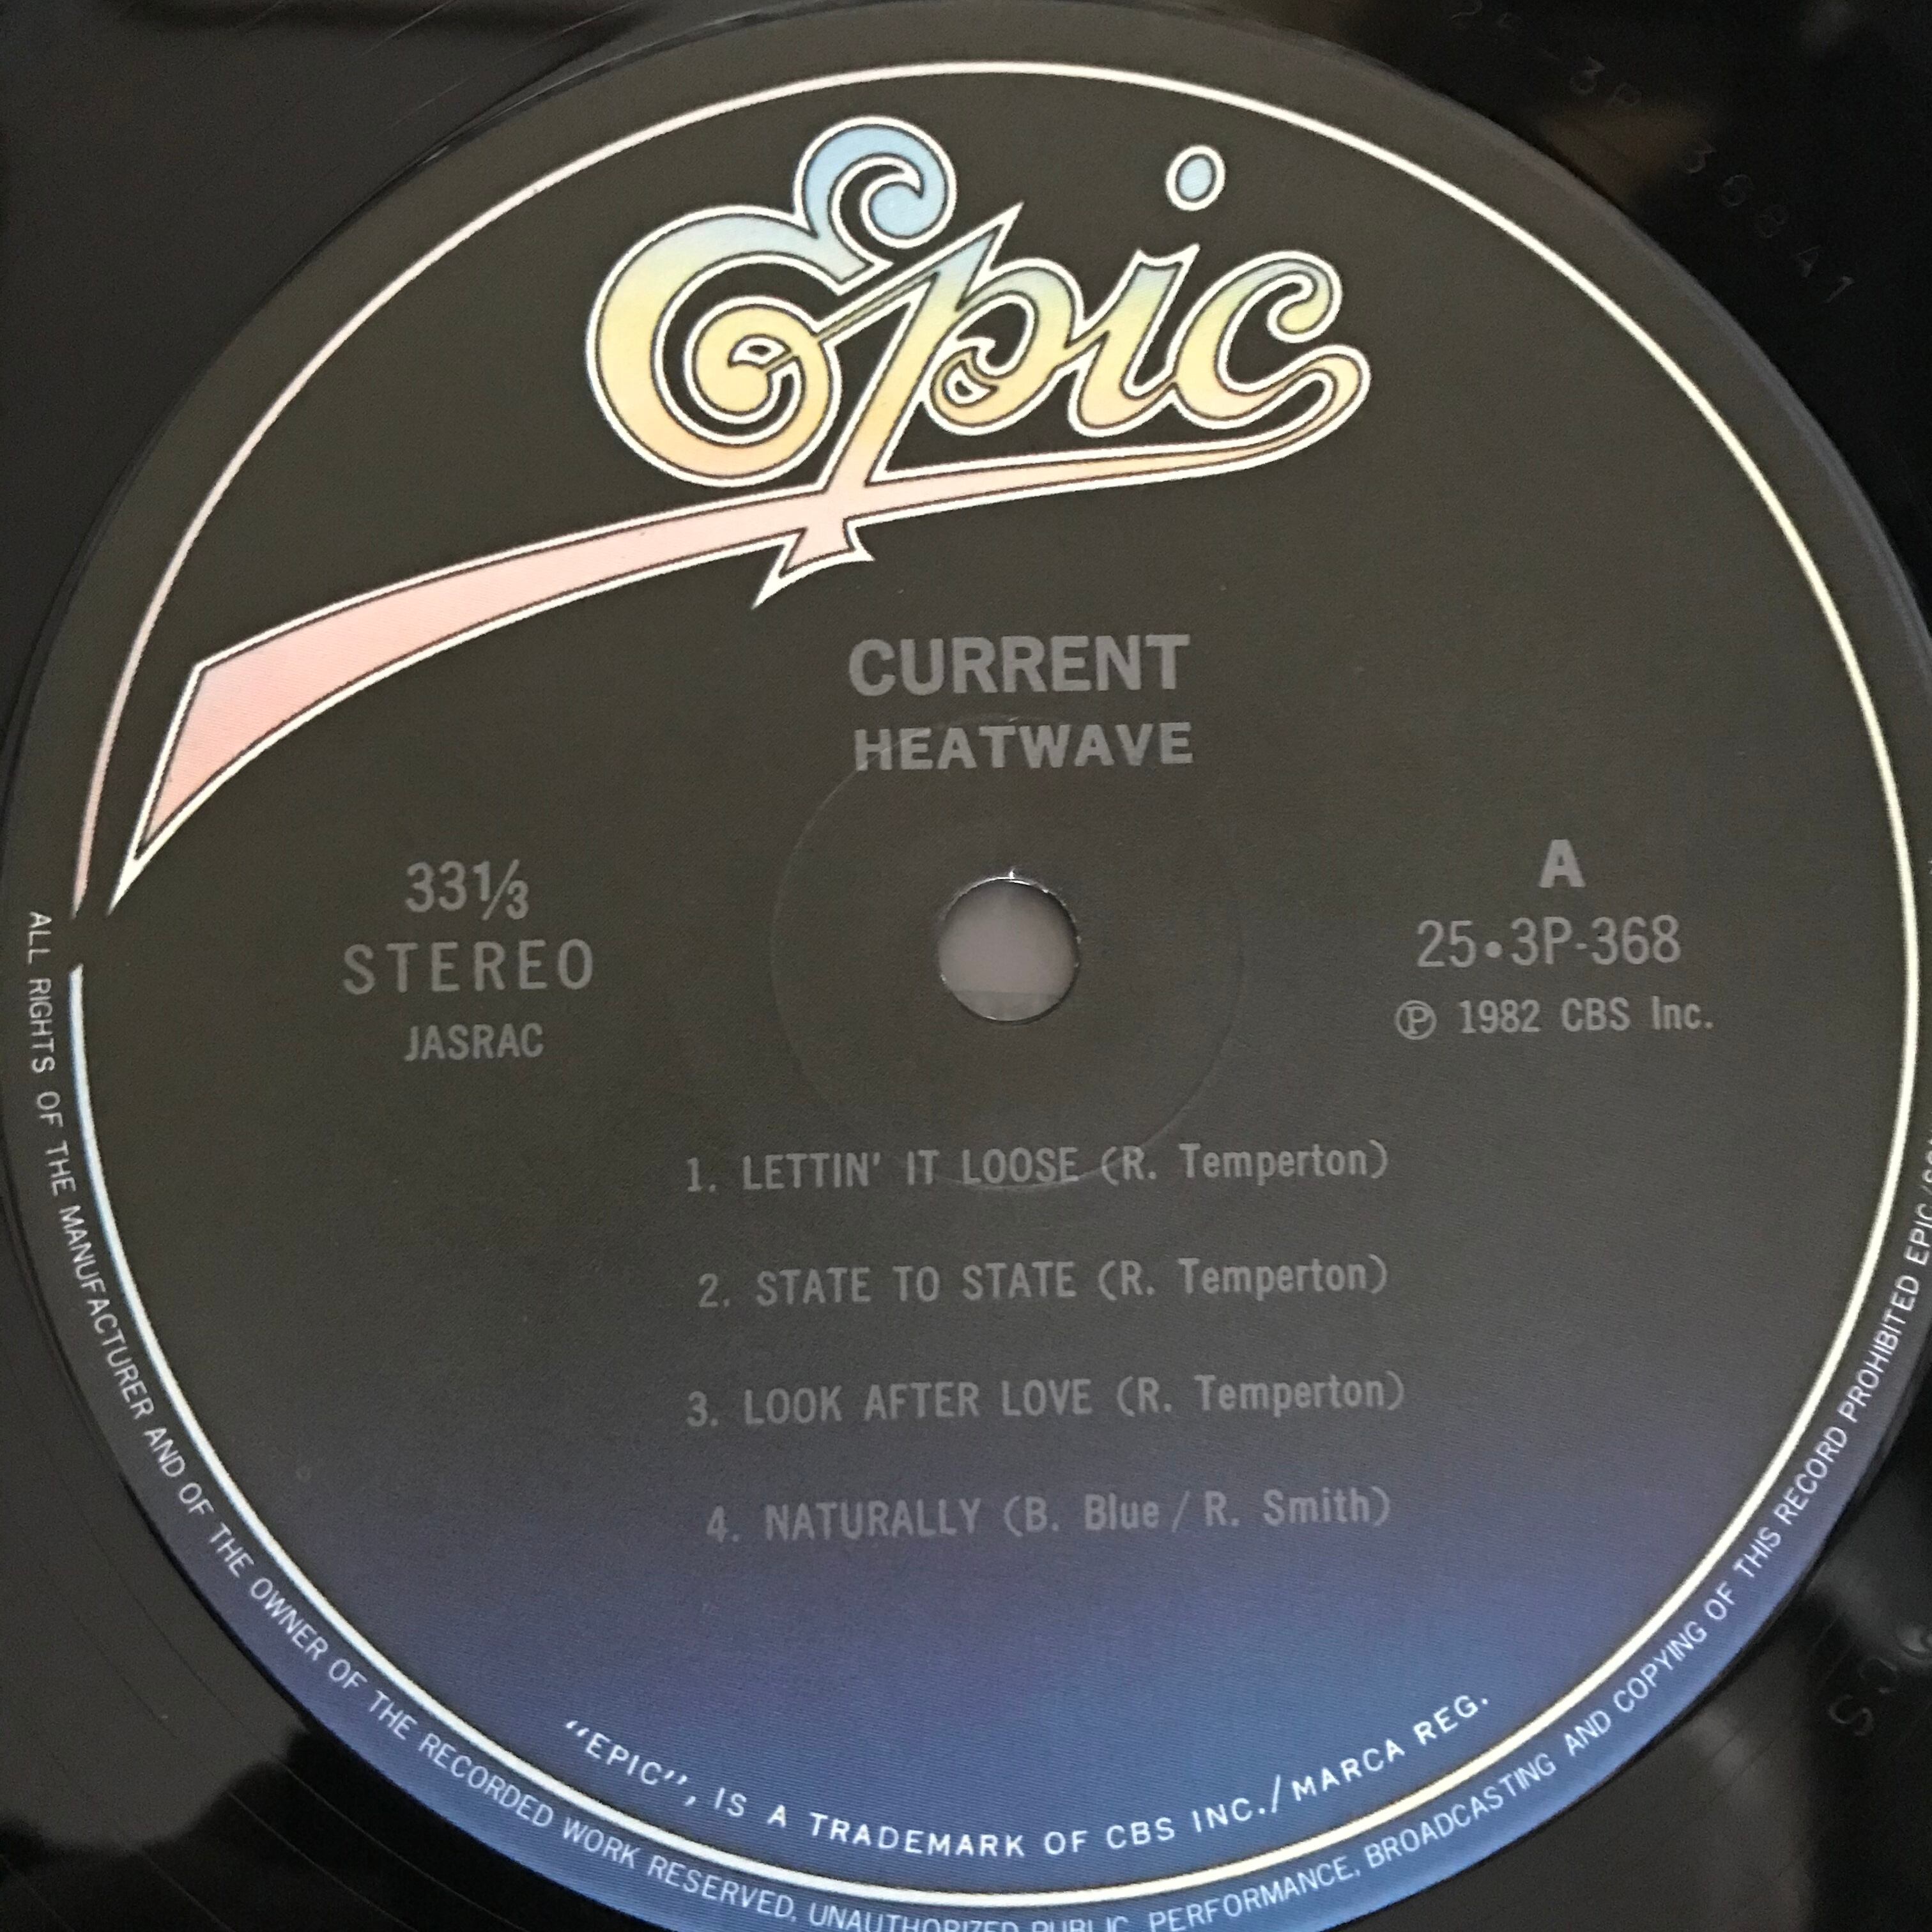 Epic
CURRENT
HEATWAVE
33⅓
STEREO
JASRAC
A
25•3P-368
℗ 1982 CBS Inc.
1. LETTIN' IT LOOSE (R. Temperton)
2. STATE TO STATE (R. Temperton)
3. LOOK AFTER LOVE (R. Temperton)
4. NATURALLY (B. Blue / R. Smith)
"EPIC", IS A TRADEMARK OF CBS INC./MARCA REG.
ALL RIGHTS OF THE MANUFACTURER AND OF THE OWNER OF THE RECORDED WORK RESERVED. UNAUTHORIZED PUBLIC PERFORMANCE, BROADCASTING AND COPYING OF THIS RECORD PROHIBITED EPIC/